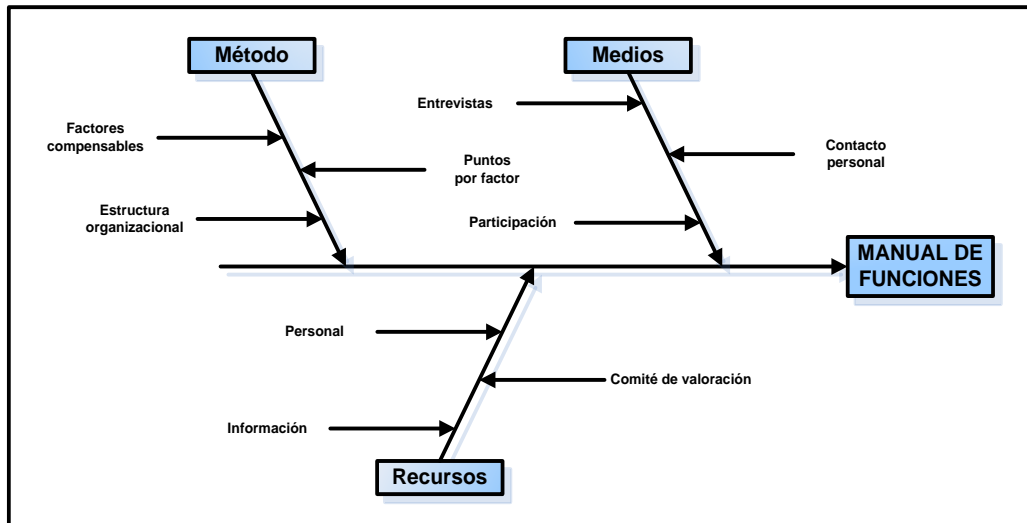 Método
Medios
Entrevistas
Factores
compensables
Puntos
por factor
Contacto
personal
Estructura
organizacional
Participación
MANUAL DE
FUNCIONES
Personal
Comité de valoración
Información
Recursos